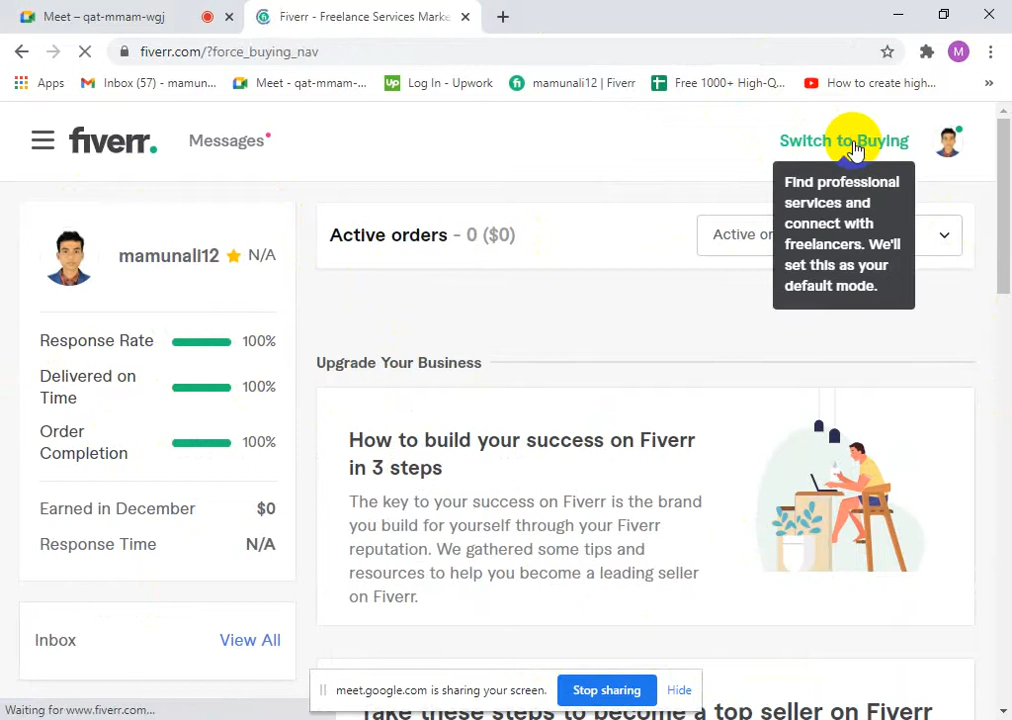 Meet – qat-mmam-wgj
Fiverr - Freelance Services Marke
fiverr.com/?force_buying_nav
M
Apps
Inbox (57) - mamun...
Meet - qat-mmam-...
up Log In - Upwork
fi mamunali12 | Fiverr
Free 1000+ High-Q...
How to create high...
»
fiverr.
Messages
Switch to Buying
Find professional
services and
connect with
freelancers. We'll
set this as your
default mode.
mamunali12 N/A
Response Rate 100%
Delivered on
Time 100%
Order
Completion 100%
Earned in December $0
Response Time N/A
Inbox View All
Active orders - 0 ($0)
Active or
Upgrade Your Business
How to build your success on Fiverr
in 3 steps
The key to your success on Fiverr is the brand
you build for yourself through your Fiverr
reputation. We gathered some tips and
resources to help you become a leading seller
on Fiverr.
Take these steps to become a top seller on Fiverr
meet.google.com is sharing your screen.
Stop sharing
Hide
Waiting for www.fiverr.com...